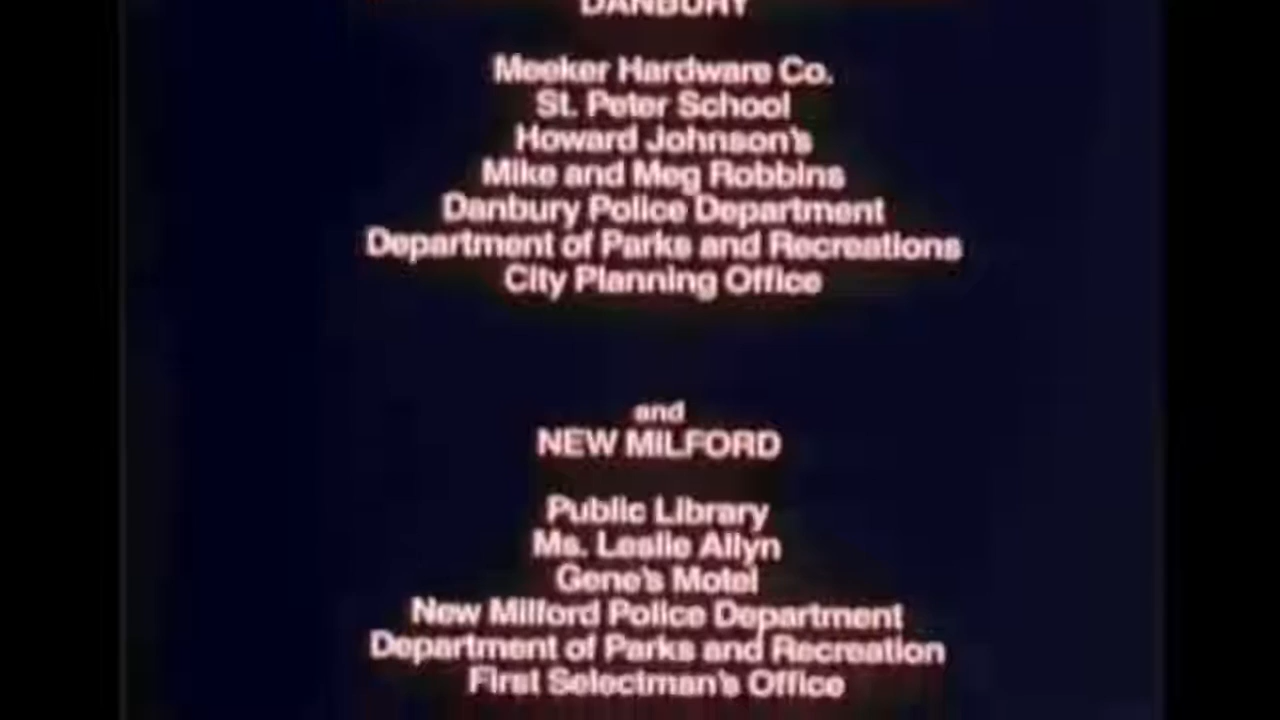 DANBURY
Meeker Hardware Co.
St. Peter School
Howard Johnson's
Mike and Meg Robbins
Danbury Police Department
Department of Parks and Recreations
City Planning Office
and
NEW MILFORD
Public Library
Ms. Leslie Allyn
Gene's Motel
New Milford Police Department
Department of Parks and Recreation
First Selectman's Office